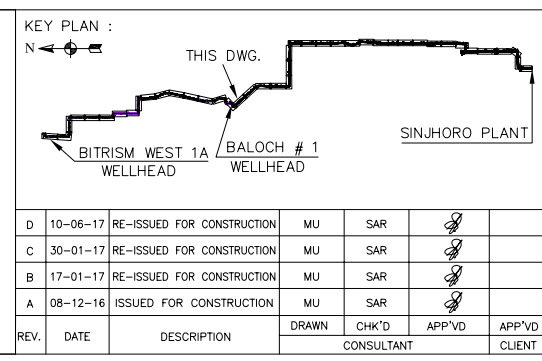 KEY PLAN :
N
THIS DWG.
SINJHORO PLANT
BITRISM WEST 1A
WELLHEAD
BALOCH # 1
WELLHEAD
D 10-06-17 RE-ISSUED FOR CONSTRUCTION MU SAR
C 30-01-17 RE-ISSUED FOR CONSTRUCTION MU SAR
B 17-01-17 RE-ISSUED FOR CONSTRUCTION MU SAR
A 08-12-16 ISSUED FOR CONSTRUCTION MU SAR
REV. DATE DESCRIPTION DRAWN CHK'D APP'VD APP'VD
CONSULTANT CLIENT